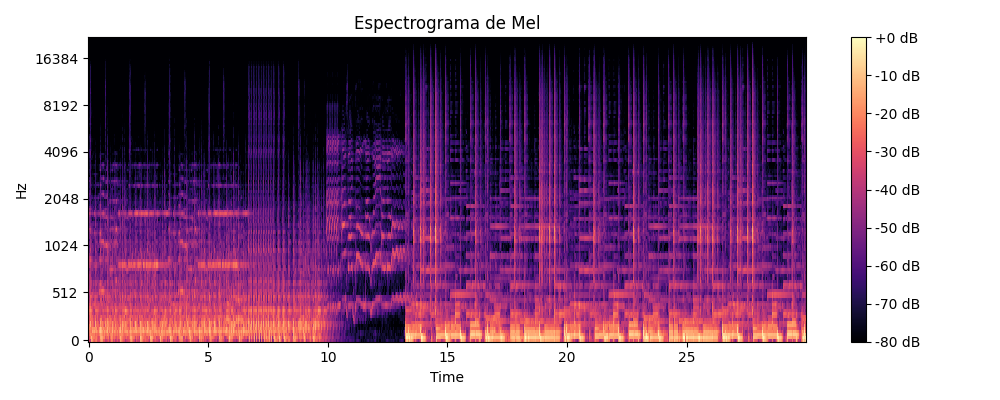 Espectrograma de Mel
Hz
16384
8192
4096
2048
1024
512
0
0 5 10 15 20 25
Time
+0 dB
-10 dB
-20 dB
-30 dB
-40 dB
-50 dB
-60 dB
-70 dB
-80 dB